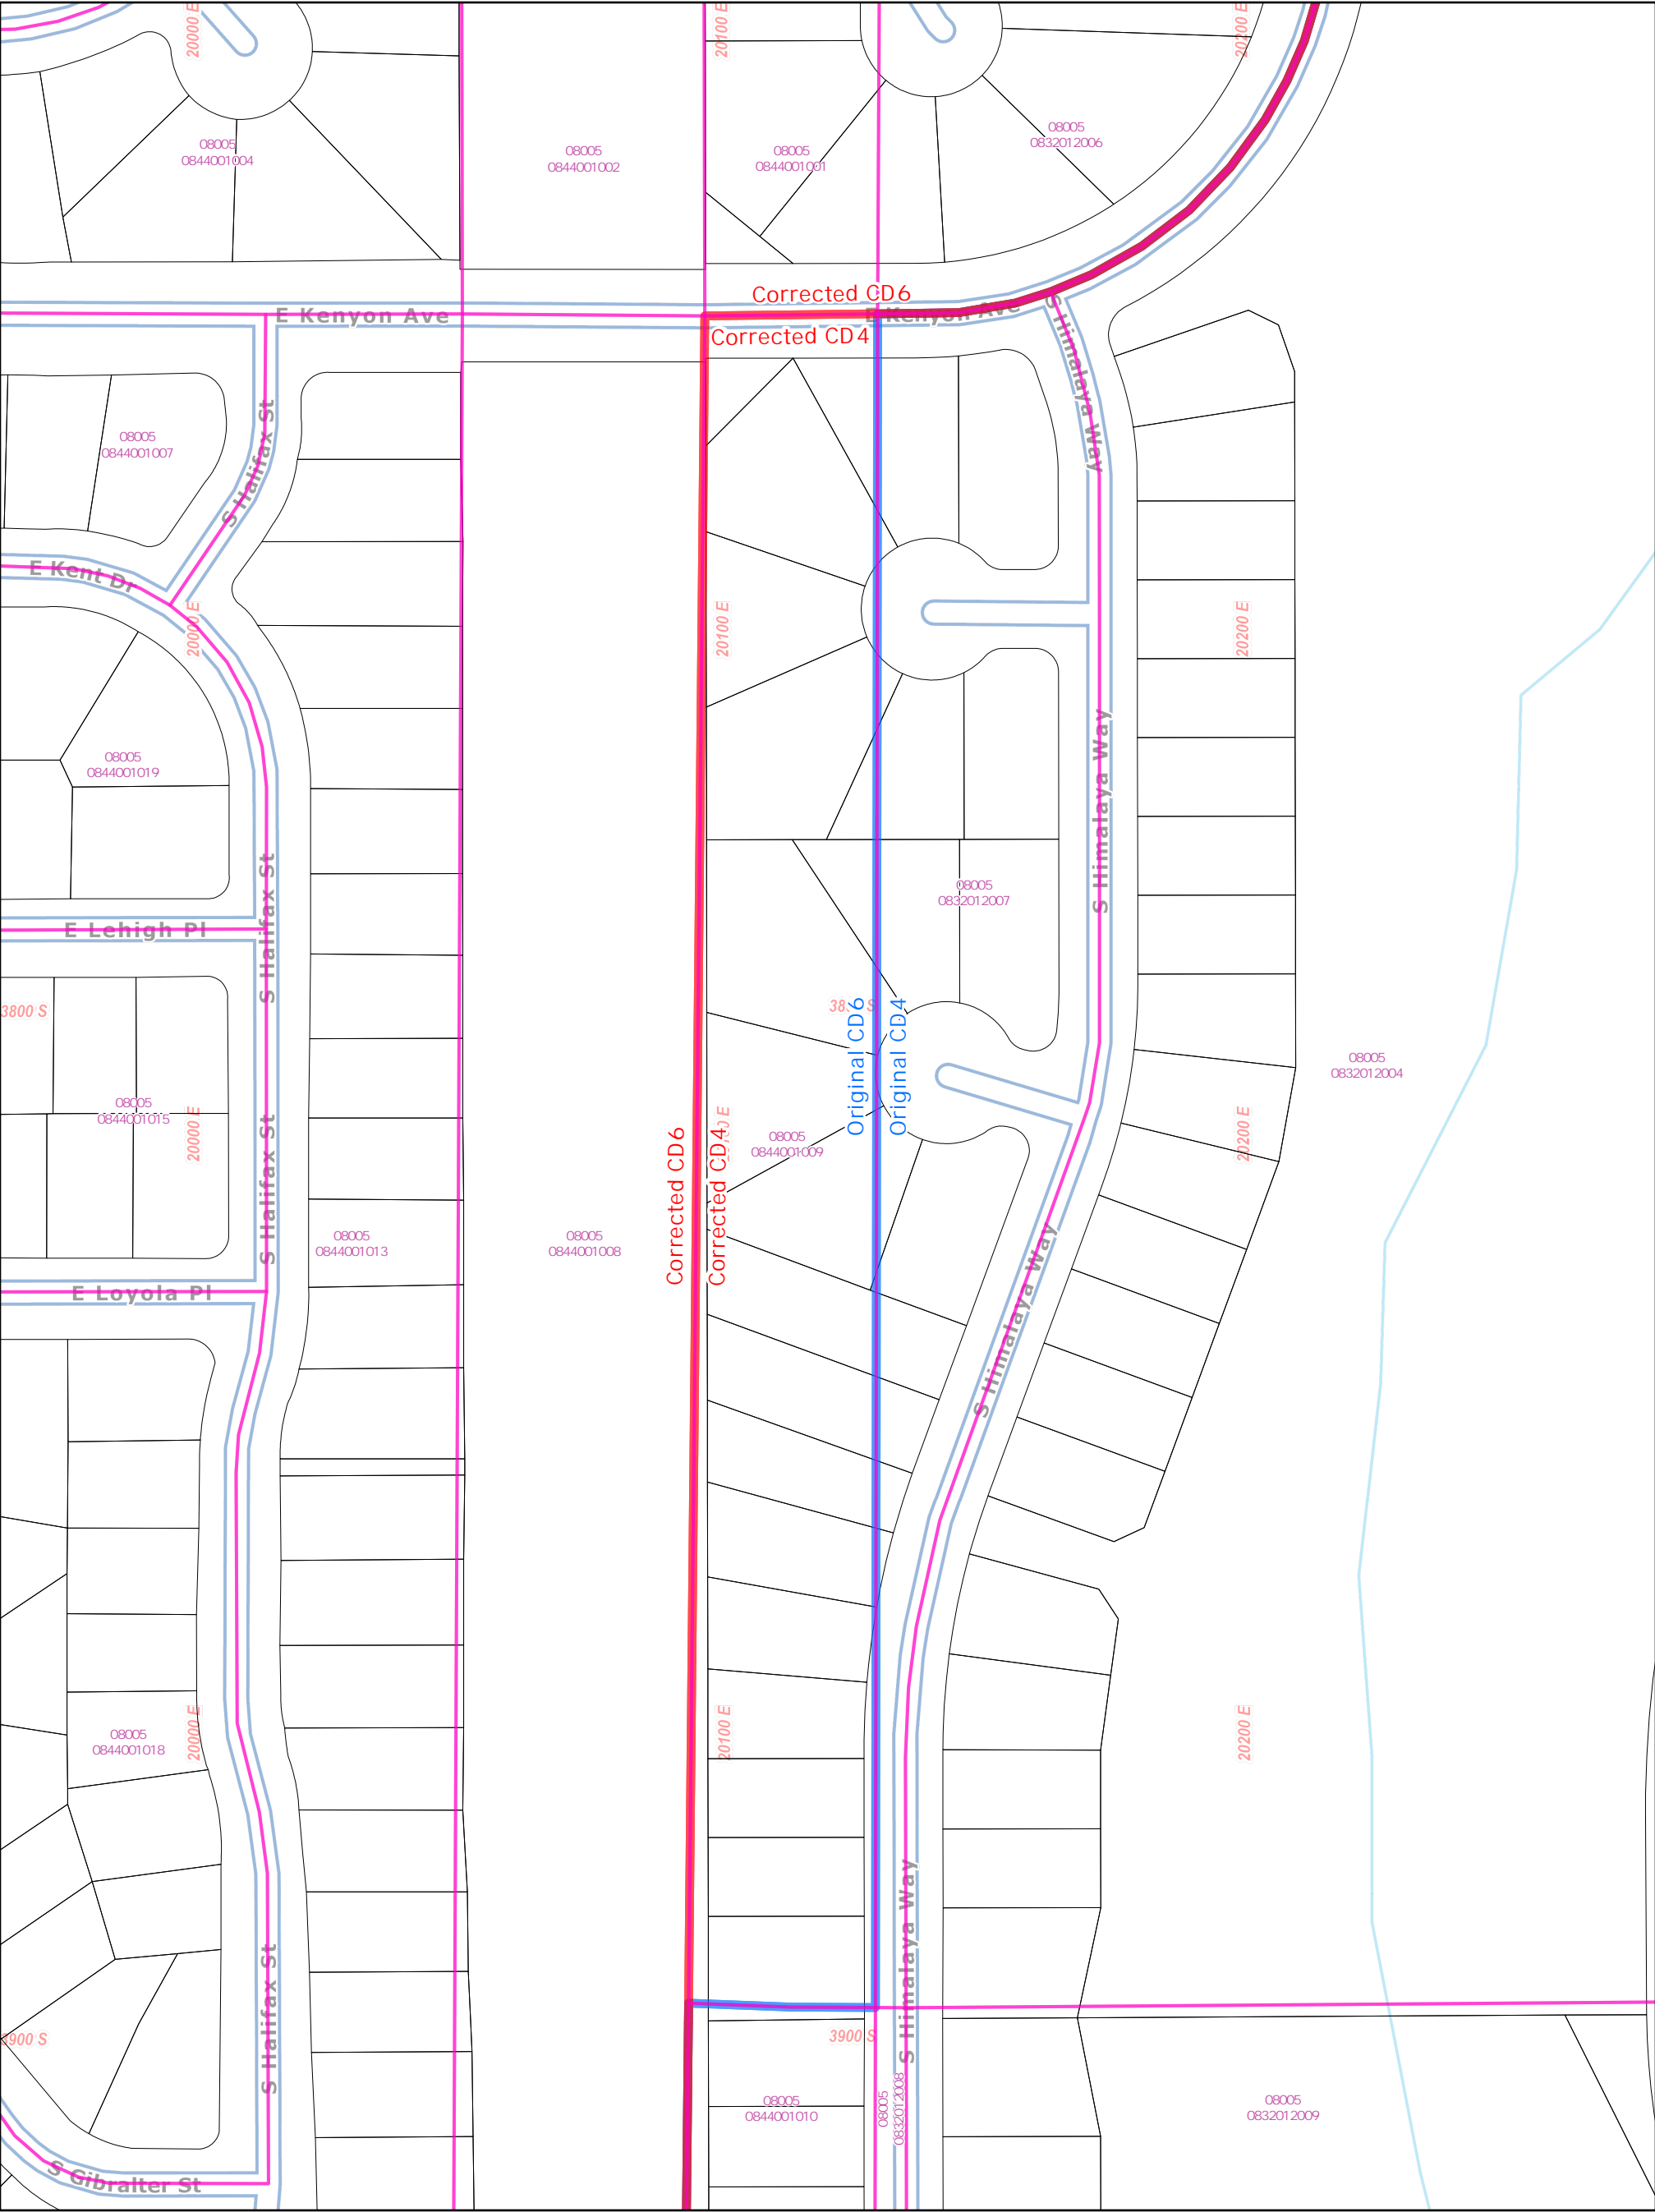 20000 E
20100 E
20200 E
08005
0844001004
08005
0844001002
08005
0844001001
08005
0832012006
Corrected CD6
E Kenyon Ave
E Kenyon Ave
Corrected CD4
S Himalaya Way
08005
0844001007
S Halifax St
E Kent Dr
20000 E
20100 E
20200 E
08005
0844001019
S Himalaya Way
08005
0832012007
E Lehigh Pl
S Halifax St
3800 S
Original CD6
Original CD4
08005
0832012004
08005
0844001015
20000 E
S Halifax St
Corrected CD6
Corrected CD4
08005
0844001009
20200 E
08005
0844001013
08005
0844001008
S Himalaya Way
E Loyola Pl
08005
0844001018
20000 E
20100 E
20200 E
S Himalaya Way
S Halifax St
3900 S
3900 S
08005
0844001010
08005
0832012008
08005
0832012009
S Gibralter St